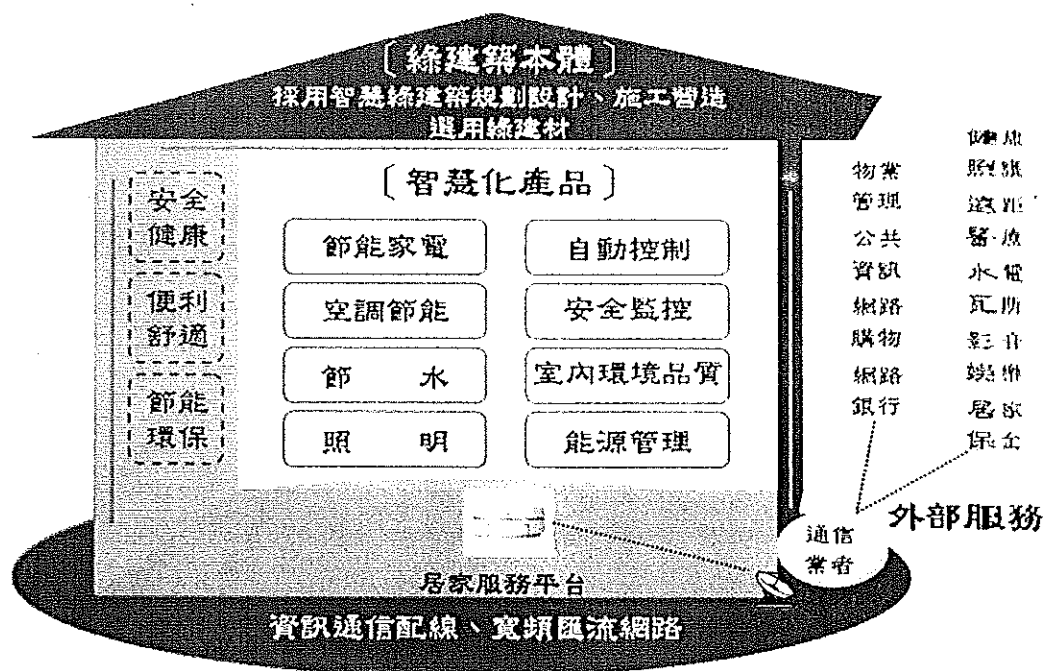 〔綠建築本體〕
採用智慧綠建築規劃設計、施工營造
選用綠建材
〔智慧化產品〕
安全
健康
便利
舒適
節能
環保
節能家電
自動控制
空調節能
安全監控
節 水
室內環境品質
照 明
能源管理
居家服務平台
資訊通信配線、寬頻匯流網路
物業
管理
公共
資訊
網路
購物
網路
銀行
健康
照護
遠距
醫療
水電
瓦斯
影音
娛樂
居家
保全
通信
業者
外部服務